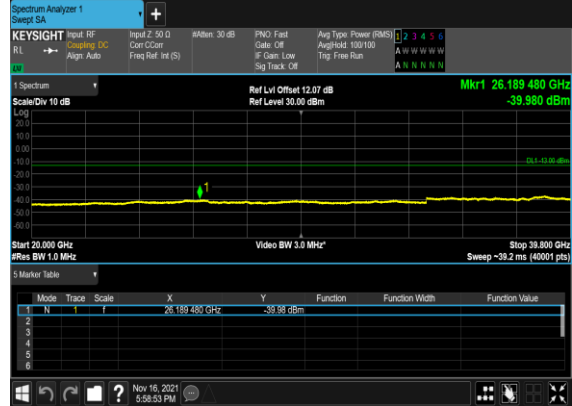 Spectrum Analyzer 1
Swept SA
KEYSIGHT Input: RF Input Z: 50 Ω #Atten: 30 dB PNO: Fast Avg Type: Power (RMS) 1 2 3 4 5 6
RL Coupling: DC Corr CCorr Gate: Off Avg|Hold: 100/100 A W W W W W
Align: Auto Freq Ref: Int (S) IF Gain: Low Trig: Free Run
Sig Track: Off A N N N N N
1 Spectrum Ref Lvl Offset 12.07 dB Mkr1 26.189 480 GHz
Scale/Div 10 dB Ref Level 30.00 dBm -39.980 dBm
Log
20.0
10.0
0.00
-10.0
DL1 -13.00 dBm
-20.0
-30.0
1
-40.0
-50.0
-60.0
Start 20.000 GHz Video BW 3.0 MHz* Stop 39.800 GHz
#Res BW 1.0 MHz Sweep ~39.2 ms (40001 pts)
5 Marker Table
Mode Trace Scale X Y Function Function Width Function Value
1 N 1 f 26.189 480 GHz -39.98 dBm
2
3
4
5
6
? Nov 16, 2021
5:58:53 PM